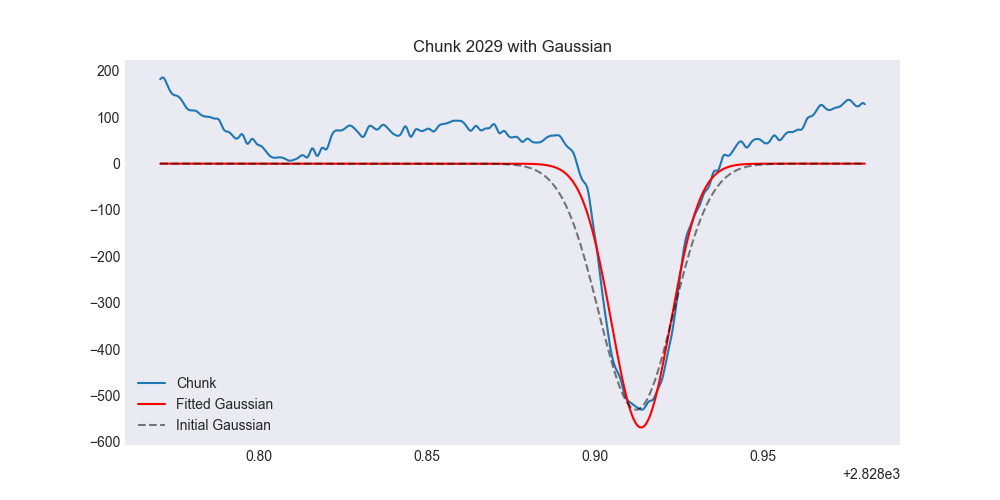 Chunk 2029 with Gaussian
200
100
0
−100
−200
−300
−400
−500
−600
Chunk
Fitted Gaussian
Initial Gaussian
0.80 0.85 0.90 0.95
+2.828e3